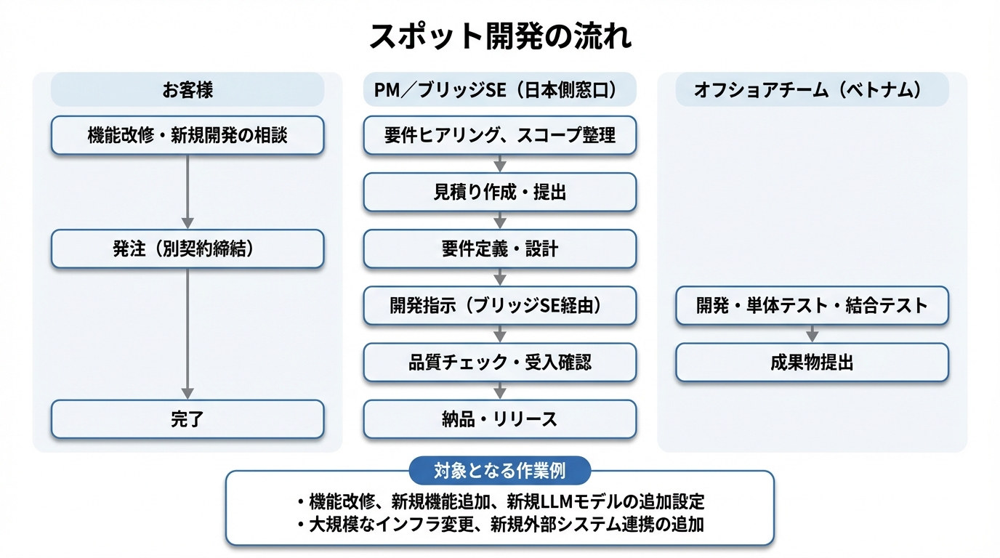 スポット開発の流れ
お客様
機能改修・新規開発の相談
発注（別契約締結）
完了
PM／ブリッジSE（日本側窓口）
要件ヒアリング、スコープ整理
見積り作成・提出
要件定義・設計
開発指示（ブリッジSE経由）
品質チェック・受入確認
納品・リリース
オフショアチーム（ベトナム）
開発・単体テスト・結合テスト
成果物提出
対象となる作業例
・機能改修、新規機能追加、新規LLMモデルの追加設定
・大規模なインフラ変更、新規外部システム連携の追加